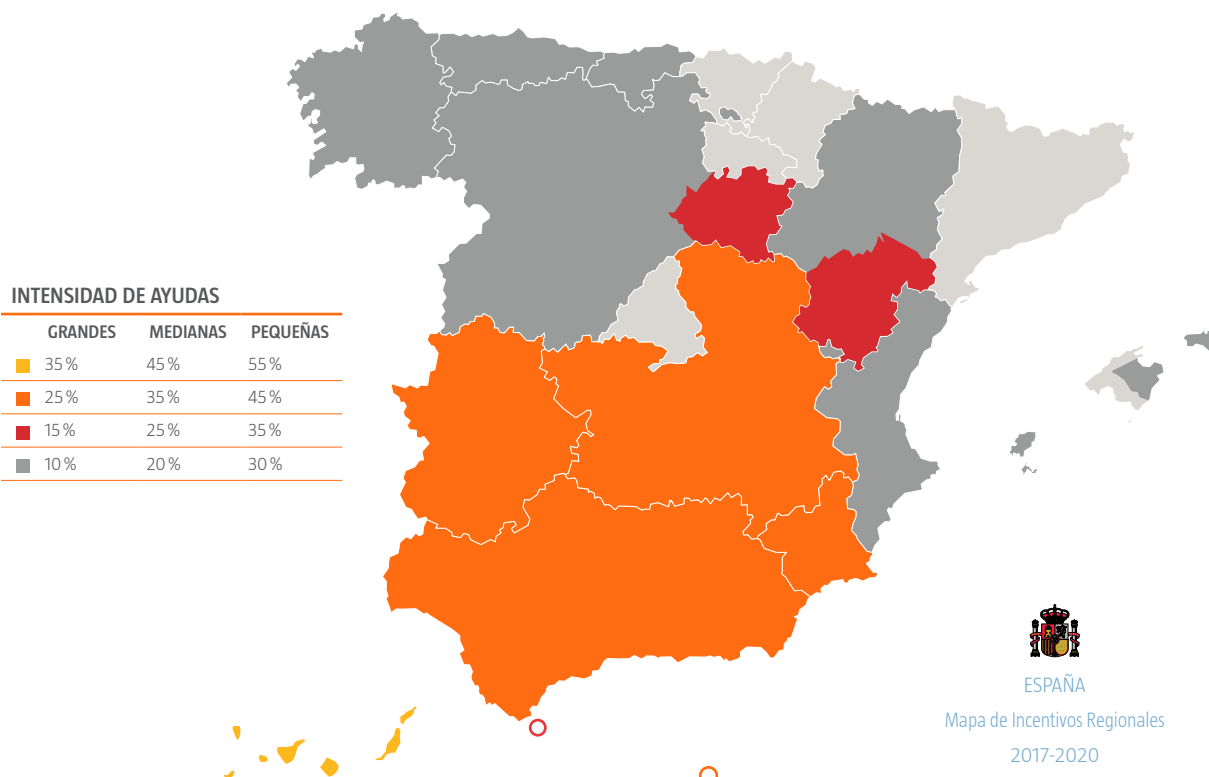 INTENSIDAD DE AYUDAS
GRANDES MEDIANAS PEQUEÑAS
35 % 45 % 55 %
25 % 35 % 45 %
15 % 25 % 35 %
10 % 20 % 30 %
ESPAÑA
Mapa de Incentivos Regionales
2017-2020